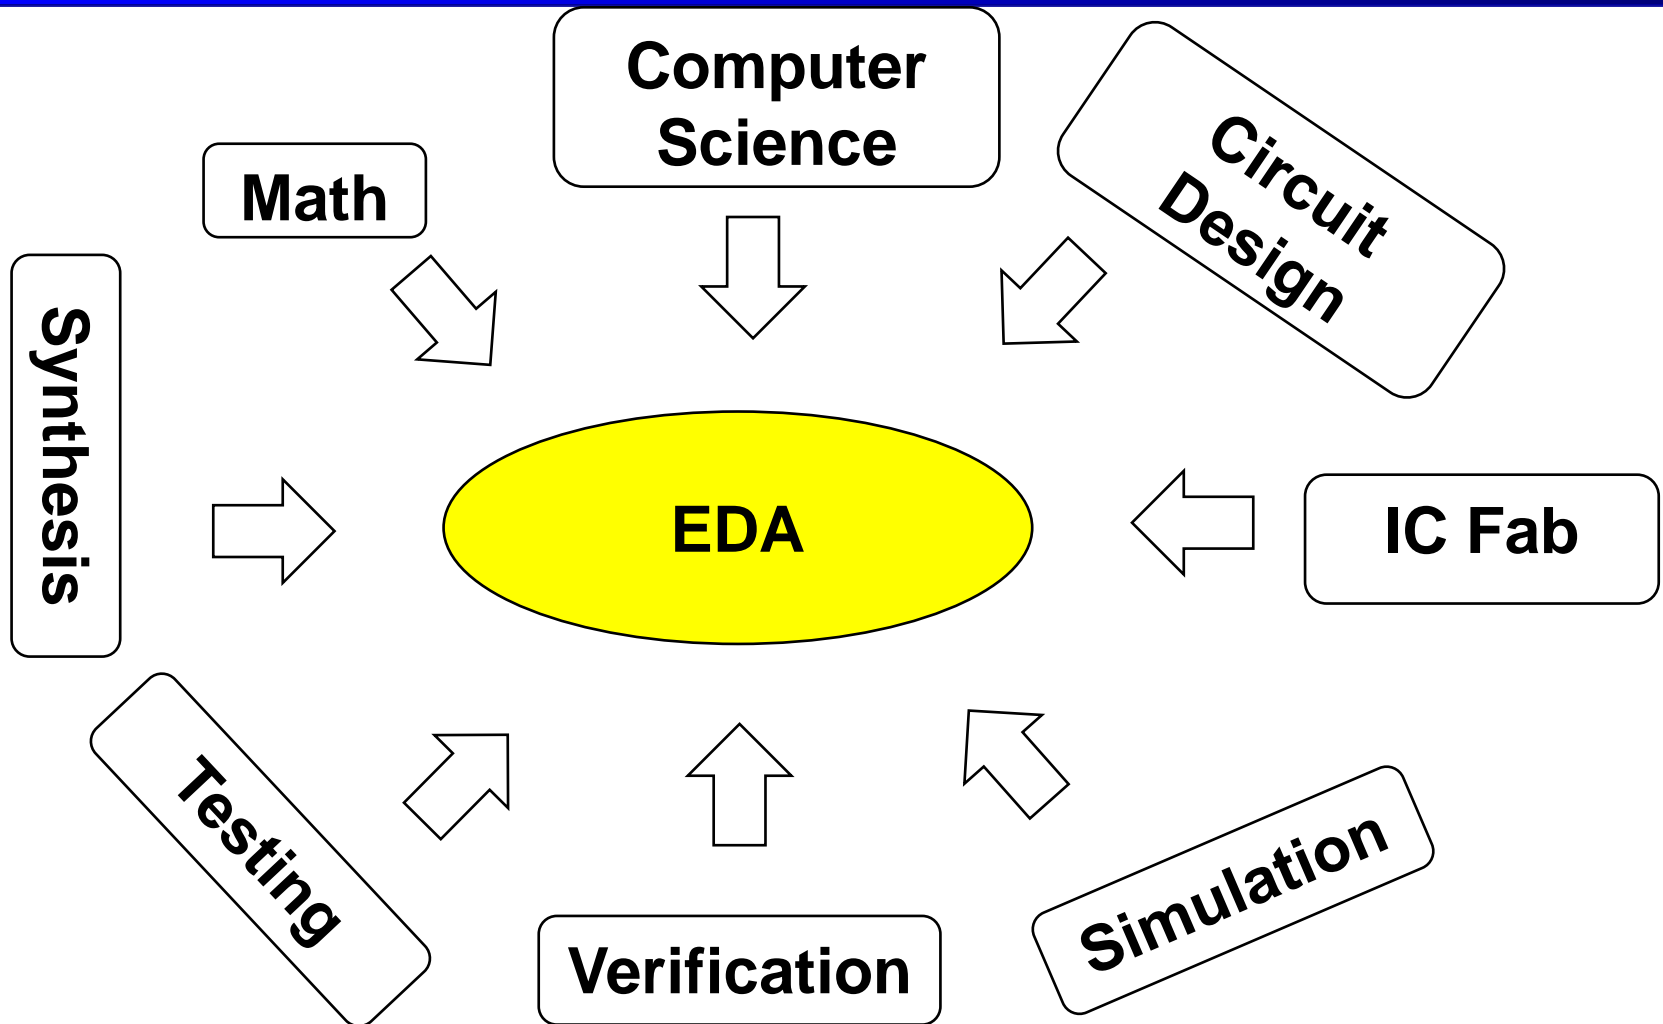 Computer
Science
Circuit
Design
Math
Synthesis
EDA
IC Fab
Testing
Simulation
Verification